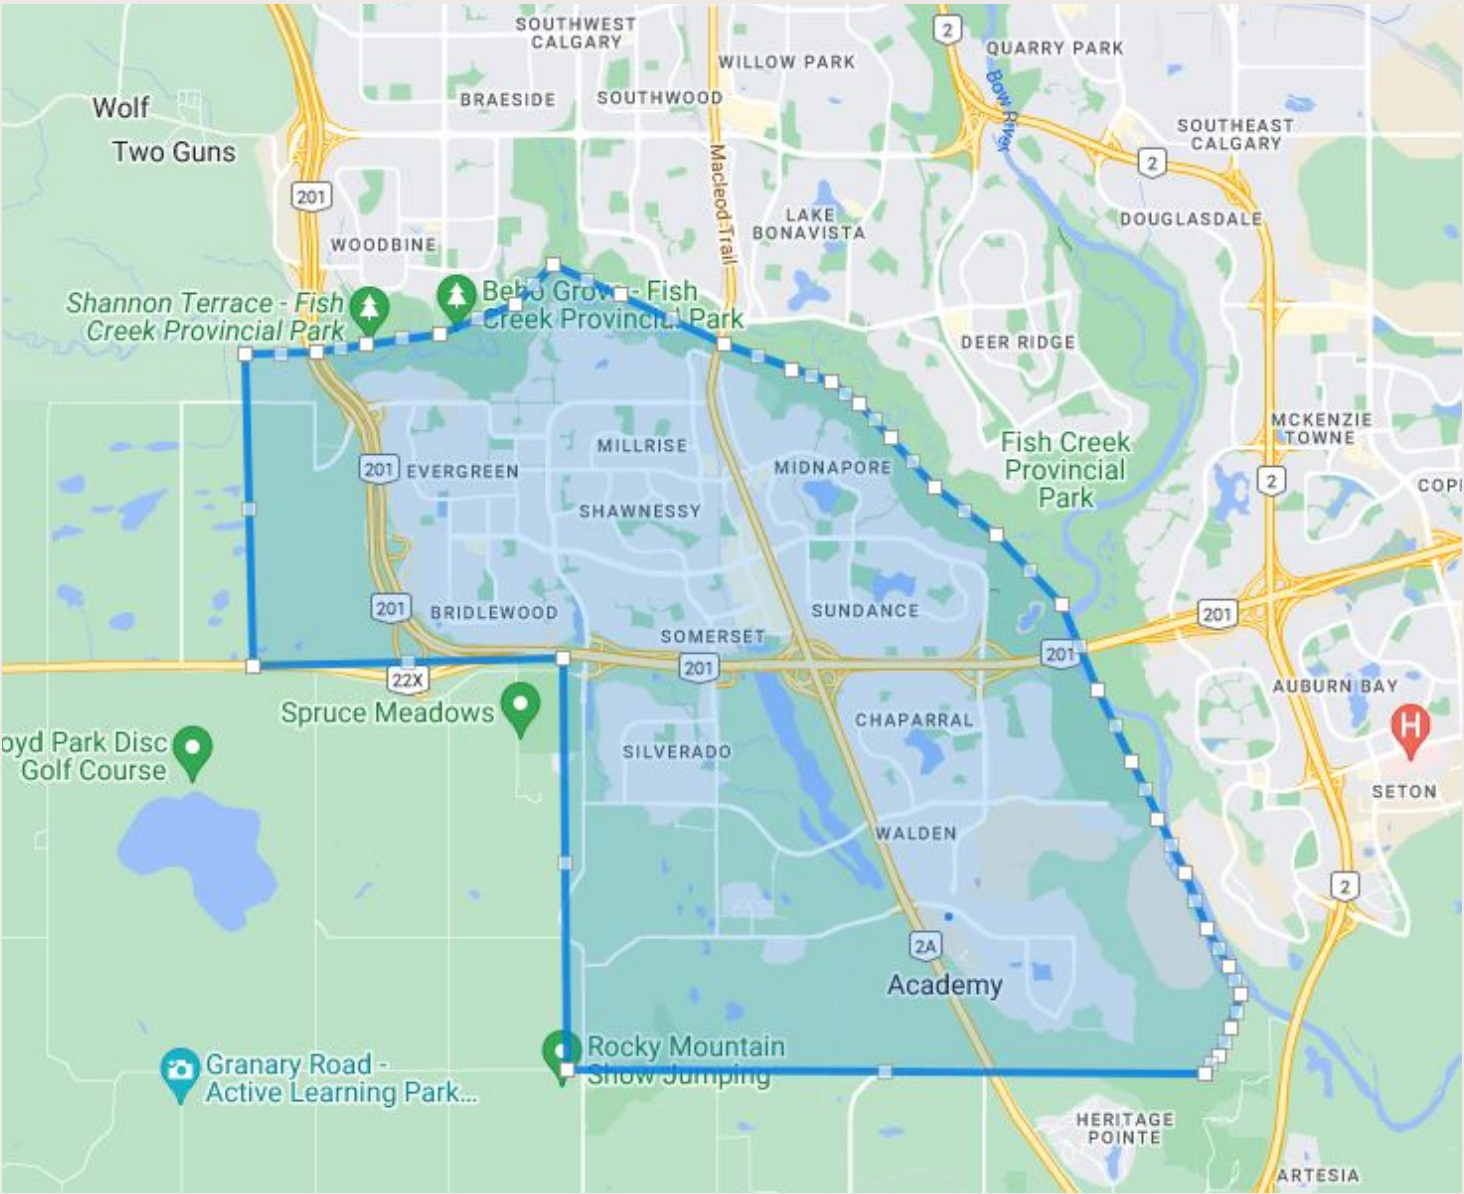 SOUTHWEST
CALGARY
2
QUARRY PARK
WILLOW PARK
Bow River
BRAESIDE
SOUTHWOOD
Wolf
Two Guns
SOUTHEAST
CALGARY
2
201
Macleod Trail
LAKE
BONAVISTA
DOUGLASDALE
WOODBINE
Shannon Terrace - Fish
Creek Provincial Park
Bebo Grove - Fish
Creek Provincial Park
DEER RIDGE
MCKENZIE
TOWNE
Fish Creek
Provincial
Park
MILLRISE
MIDNAPORE
201
EVERGREEN
2
COPI
SHAWNESSY
201
BRIDLEWOOD
SUNDANCE
201
SOMERSET
201
201
22X
AUBURN BAY
Spruce Meadows
CHAPARRAL
H
oyd Park Disc
Golf Course
SILVERADO
SETON
WALDEN
2
2A
Academy
Rocky Mountain
Show Jumping
Granary Road -
Active Learning Park...
HERITAGE
POINTE
ARTESIA